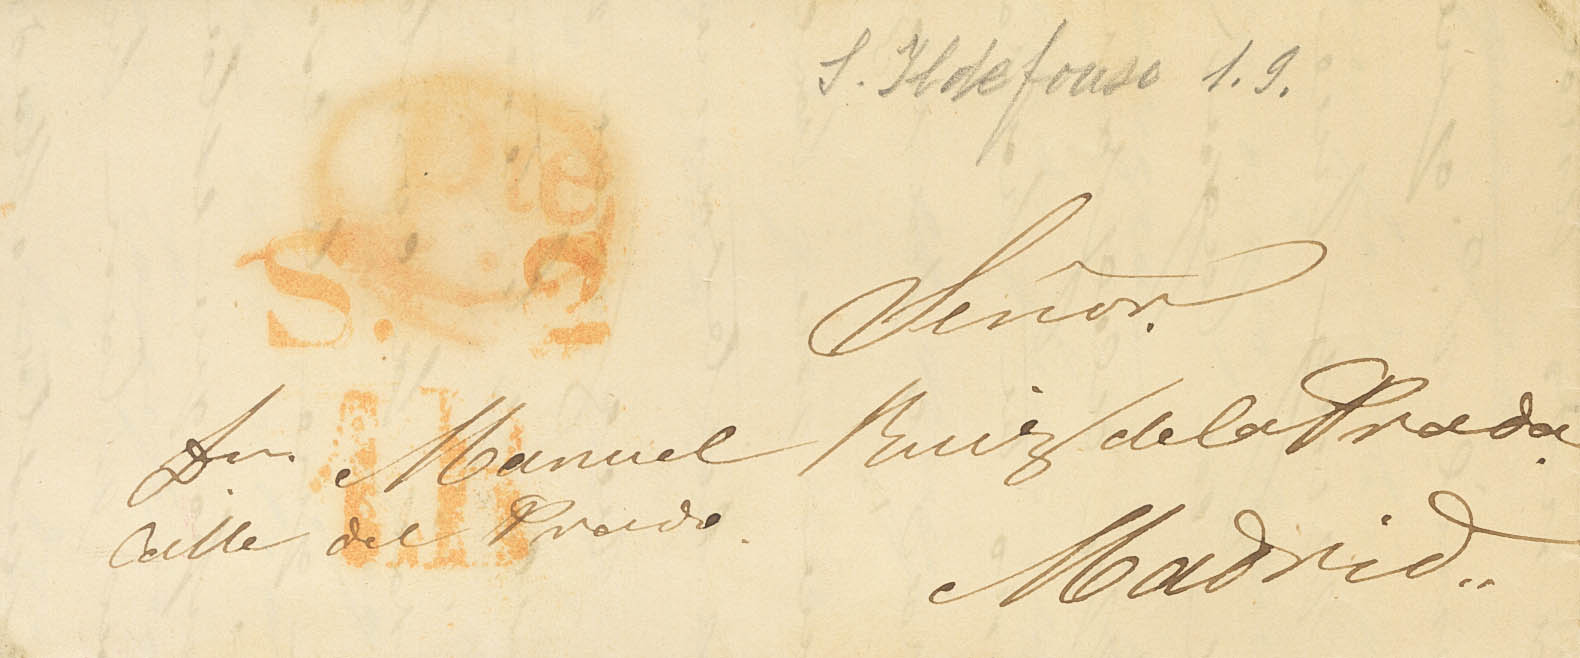 S. Ildefonso 1.9.
Señor.
Dn. Manuel Ruiz de la Prada.
Calle del Prado.
Madrid..
S.